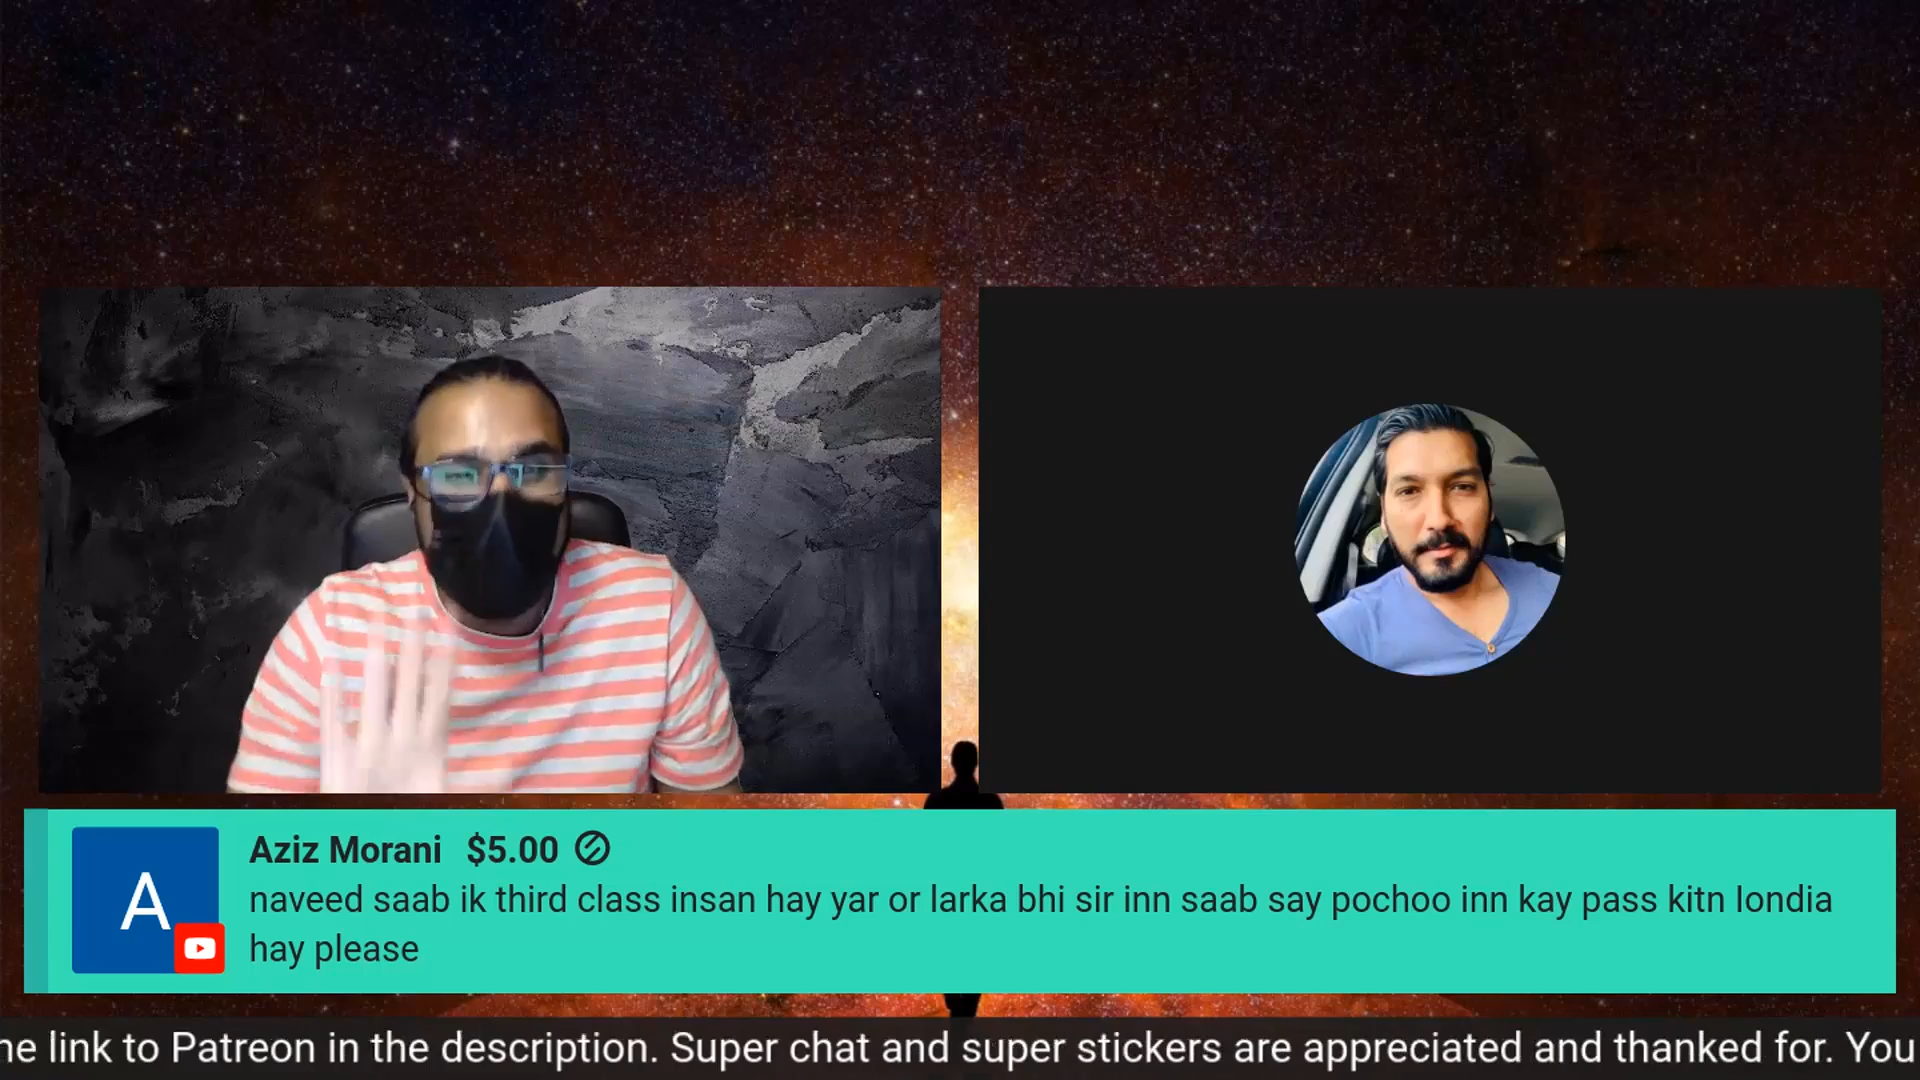 A
Aziz Morani $5.00
naveed saab ik third class insan hay yar or larka bhi sir inn saab say pochoo inn kay pass kitn londia
hay please
he link to Patreon in the description. Super chat and super stickers are appreciated and thanked for. You